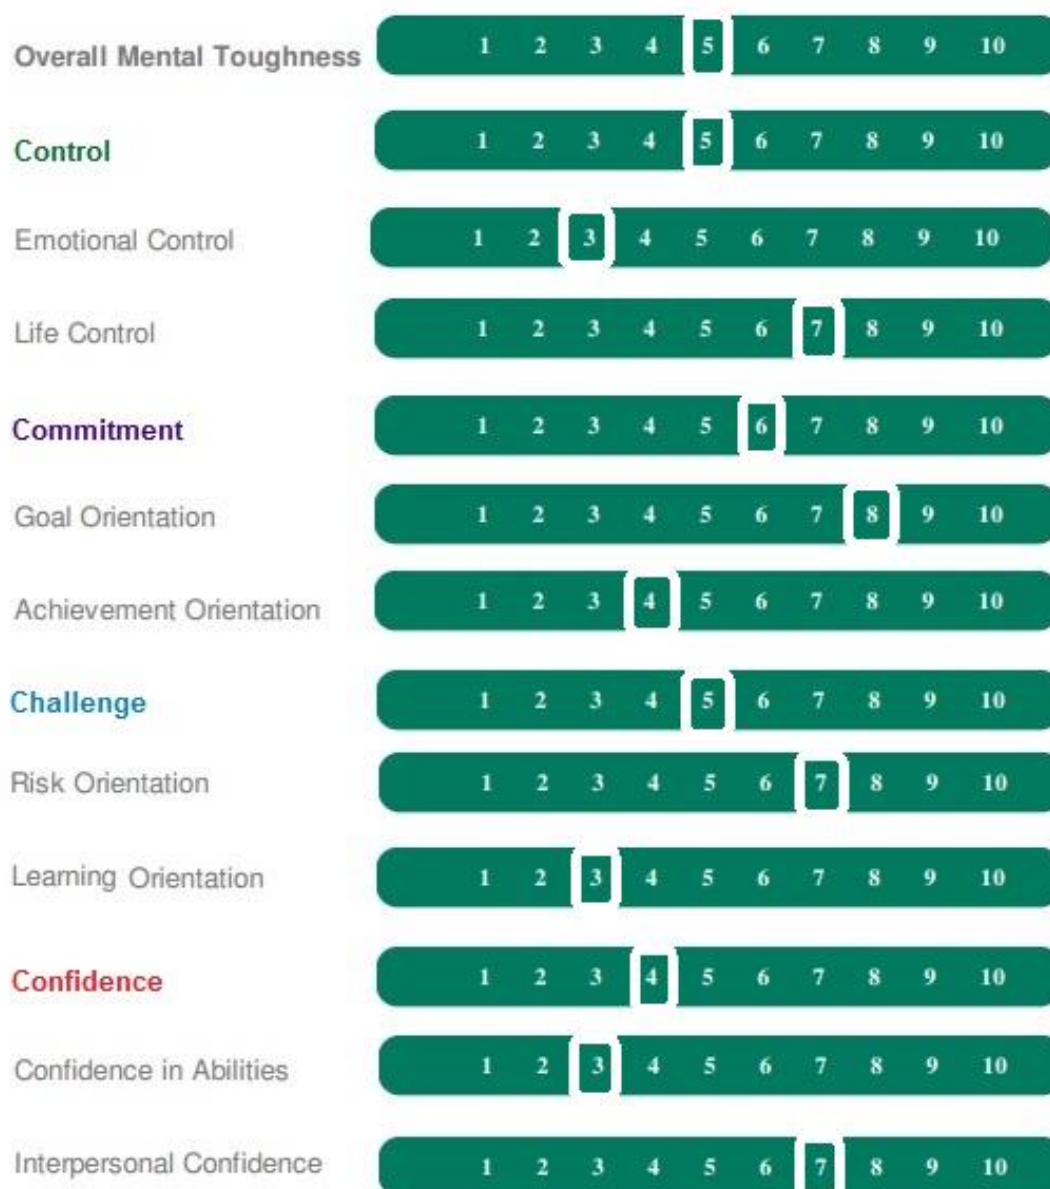 Overall Mental Toughness 1 2 3 4 5 6 7 8 9 10
Control 1 2 3 4 5 6 7 8 9 10
Emotional Control 1 2 3 4 5 6 7 8 9 10
Life Control 1 2 3 4 5 6 7 8 9 10
Commitment 1 2 3 4 5 6 7 8 9 10
Goal Orientation 1 2 3 4 5 6 7 8 9 10
Achievement Orientation 1 2 3 4 5 6 7 8 9 10
Challenge 1 2 3 4 5 6 7 8 9 10
Risk Orientation 1 2 3 4 5 6 7 8 9 10
Learning Orientation 1 2 3 4 5 6 7 8 9 10
Confidence 1 2 3 4 5 6 7 8 9 10
Confidence in Abilities 1 2 3 4 5 6 7 8 9 10
Interpersonal Confidence 1 2 3 4 5 6 7 8 9 10